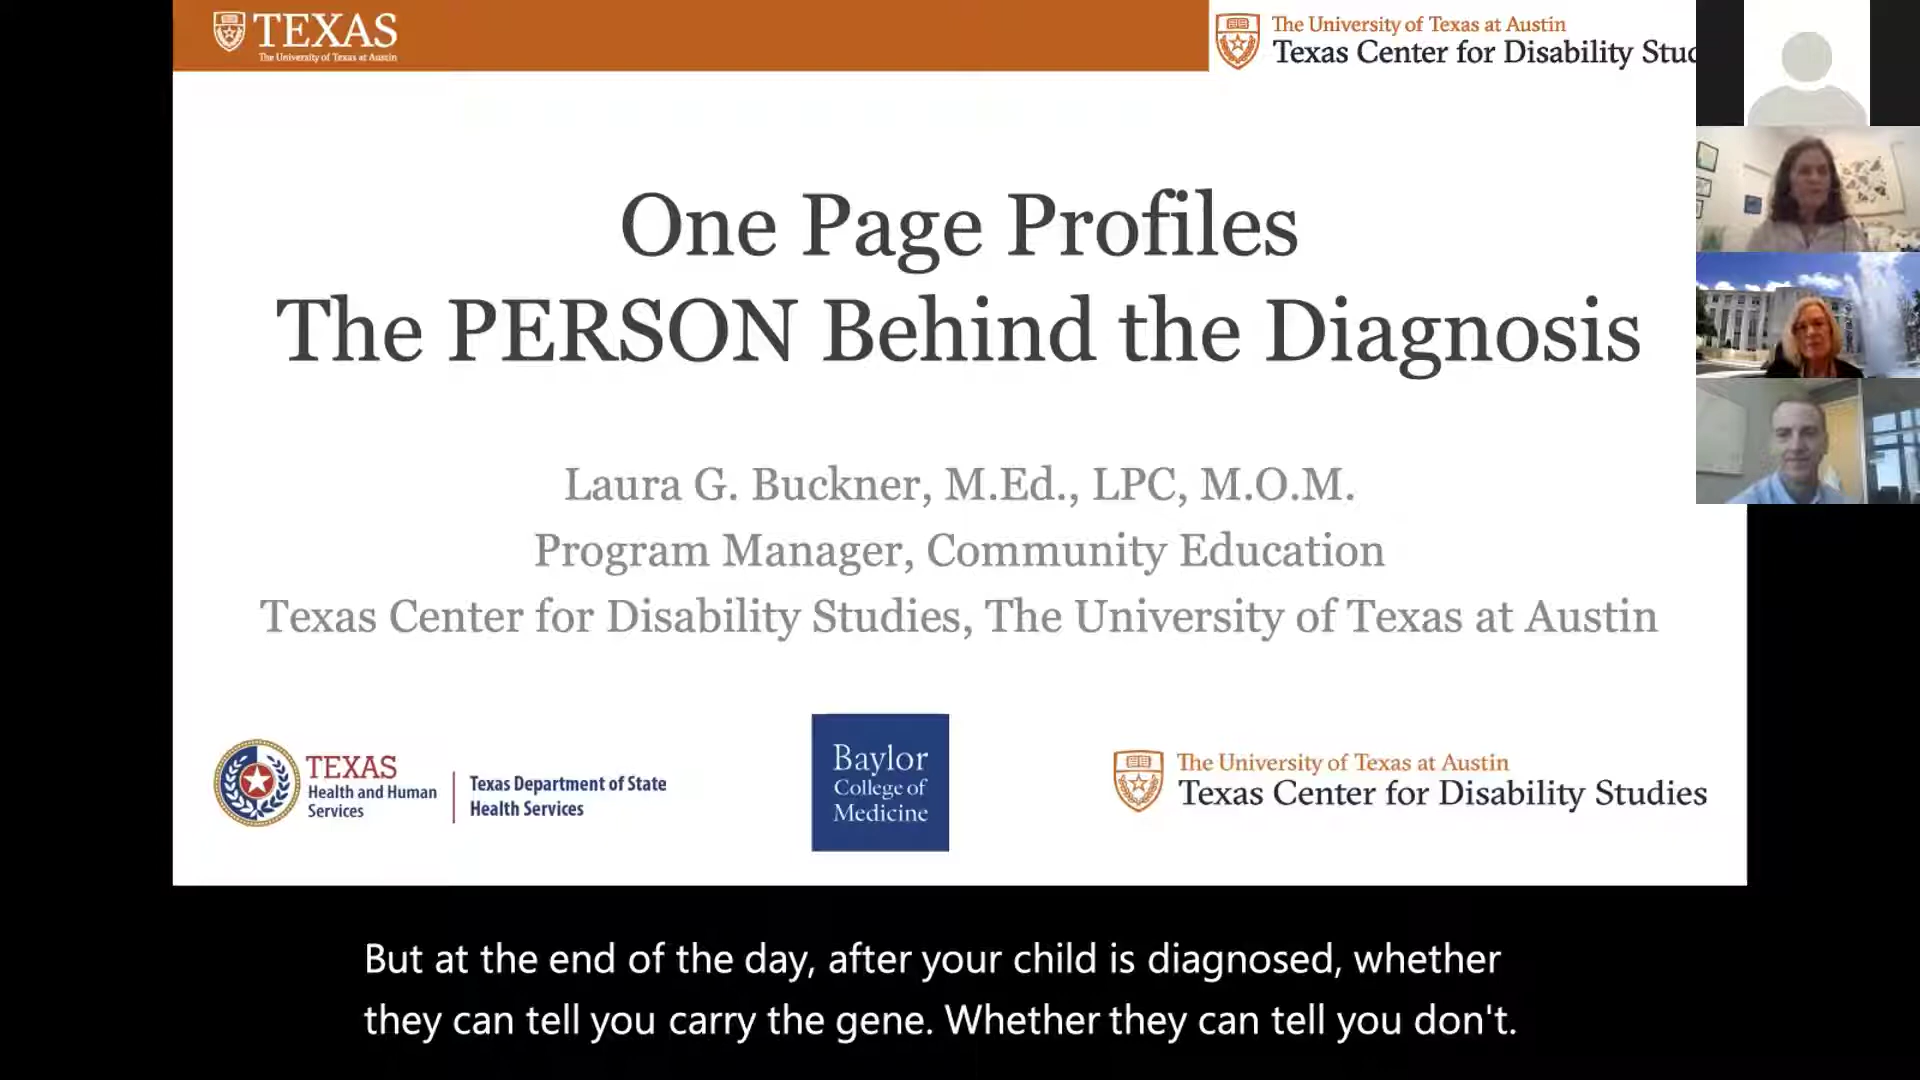 TEXAS
The University of Texas at Austin
The University of Texas at Austin
Texas Center for Disability Stud
One Page Profiles
The PERSON Behind the Diagnosis
Laura G. Buckner, M.Ed., LPC, M.O.M.
Program Manager, Community Education
Texas Center for Disability Studies, The University of Texas at Austin
TEXAS
Health and Human
Services
Texas Department of State
Health Services
Baylor
College of
Medicine
The University of Texas at Austin
Texas Center for Disability Studies
But at the end of the day, after your child is diagnosed, whether
they can tell you carry the gene. Whether they can tell you don't.